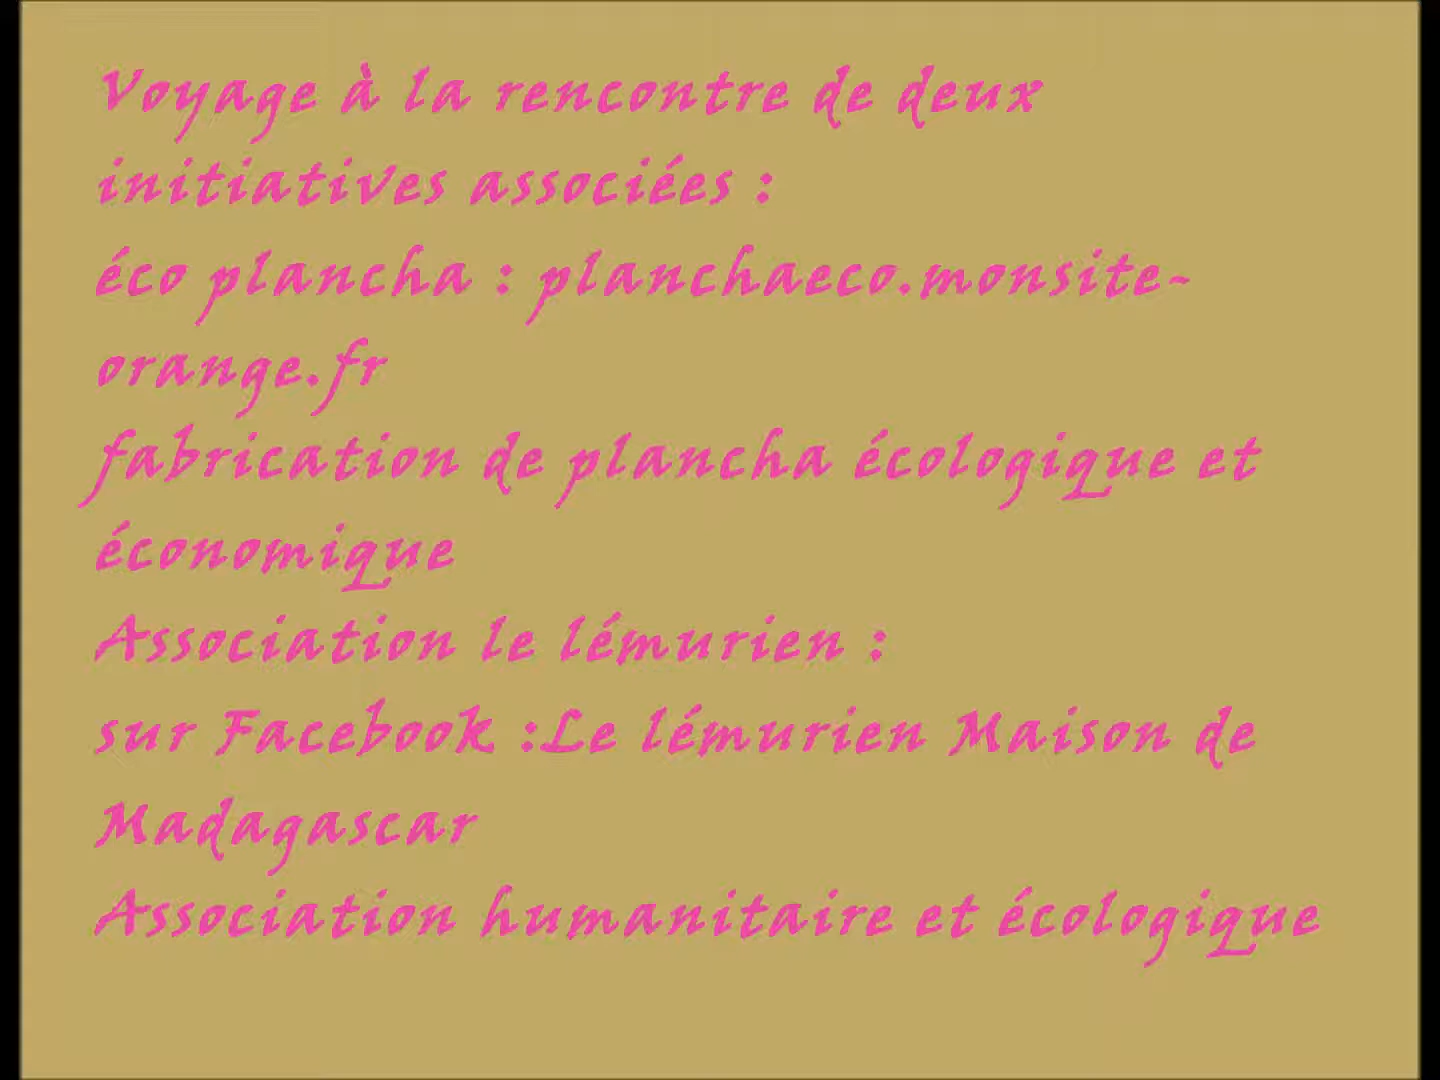 Voyage à la rencontre de deux
initiatives associées :
éco plancha : planchaeco.monsite-
orange.fr
fabrication de plancha écologique et
économique
Association le lémurien :
sur Facebook :Le lémurien Maison de
Madagascar
Association humanitaire et écologique